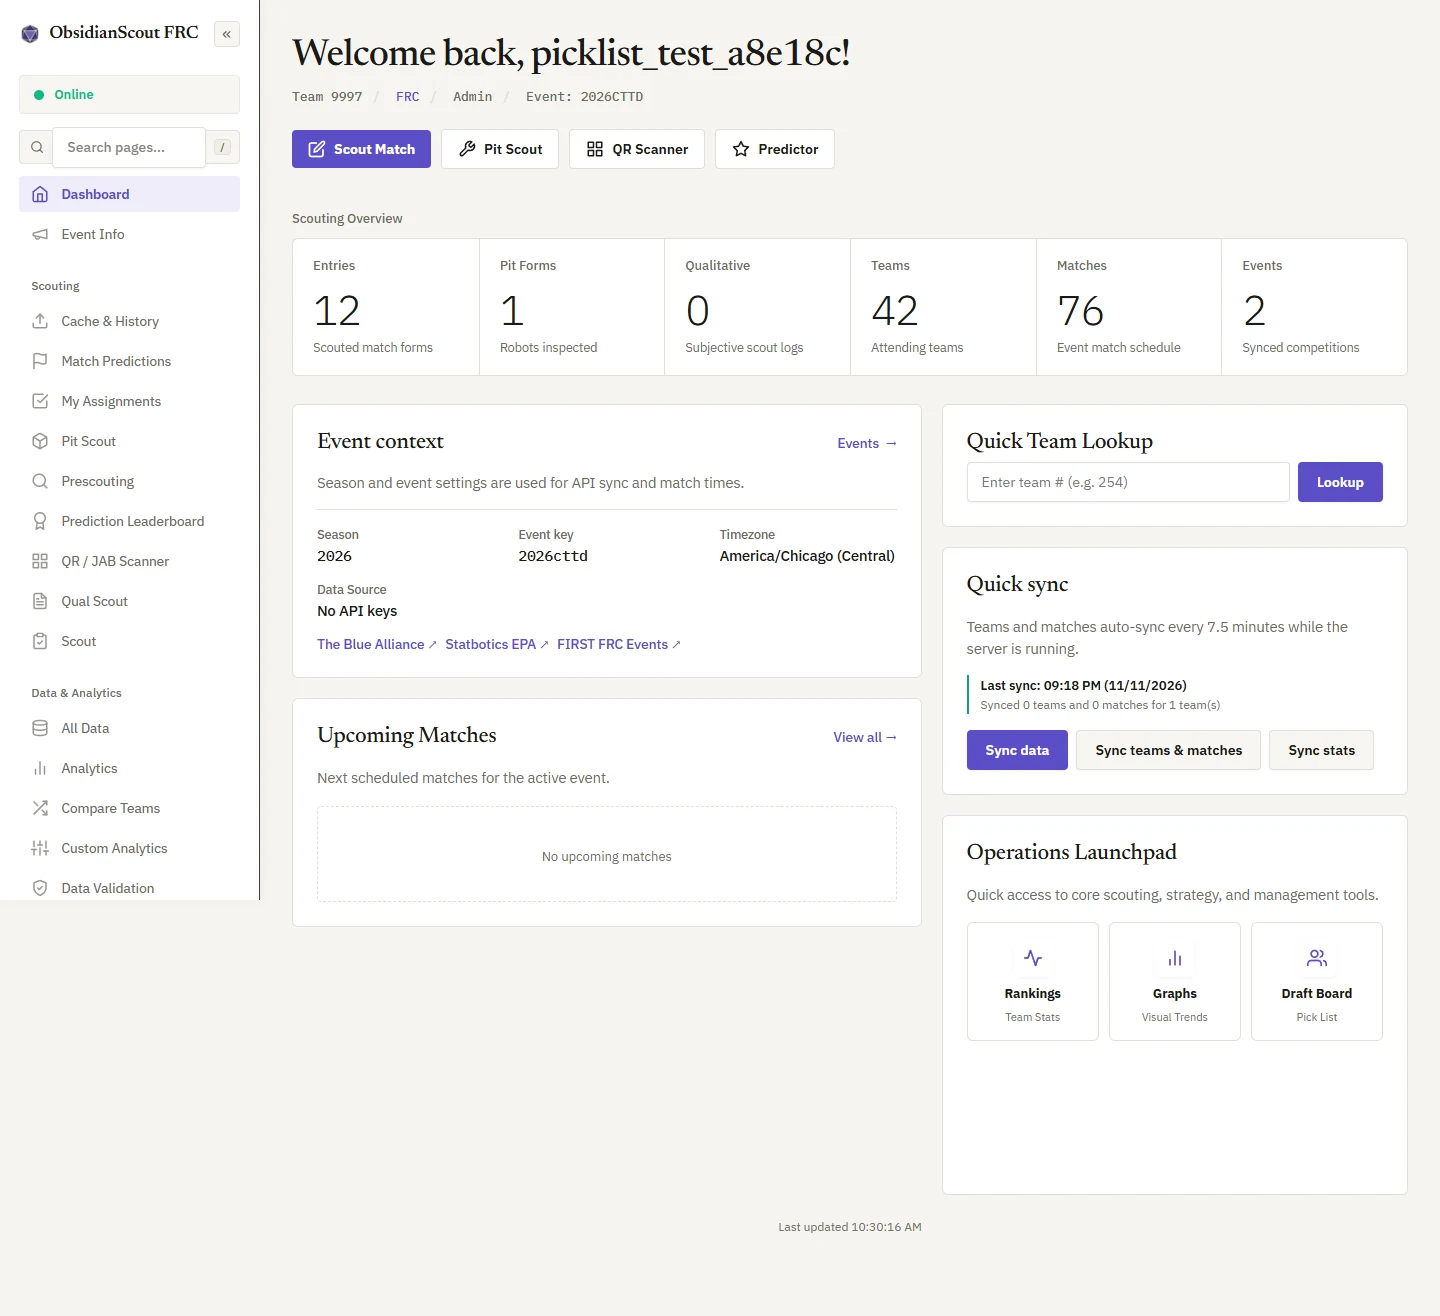 ObsidianScout FRC
«
Online
Search pages...
/
Dashboard
Event Info
Scouting
Cache & History
Match Predictions
My Assignments
Pit Scout
Prescouting
Prediction Leaderboard
QR / JAB Scanner
Qual Scout
Scout
Data & Analytics
All Data
Analytics
Compare Teams
Custom Analytics
Data Validation
Welcome back, picklist_test_a8e18c!
Team 9997 / FRC / Admin / Event: 2026CTTD
Scout Match
Pit Scout
QR Scanner
Predictor
Scouting Overview
Entries
12
Scouted match forms
Pit Forms
1
Robots inspected
Qualitative
0
Subjective scout logs
Teams
42
Attending teams
Matches
76
Event match schedule
Events
2
Synced competitions
Event context
Events →
Season and event settings are used for API sync and match times.
Season
2026
Event key
2026cttd
Timezone
America/Chicago (Central)
Data Source
No API keys
The Blue Alliance ↗ Statbotics EPA ↗ FIRST FRC Events ↗
Upcoming Matches
View all →
Next scheduled matches for the active event.
No upcoming matches
Quick Team Lookup
Enter team # (e.g. 254)
Lookup
Quick sync
Teams and matches auto-sync every 7.5 minutes while the
server is running.
Last sync: 09:18 PM (11/11/2026)
Synced 0 teams and 0 matches for 1 team(s)
Sync data
Sync teams & matches
Sync stats
Operations Launchpad
Quick access to core scouting, strategy, and management tools.
Rankings
Team Stats
Graphs
Visual Trends
Draft Board
Pick List
Last updated 10:30:16 AM